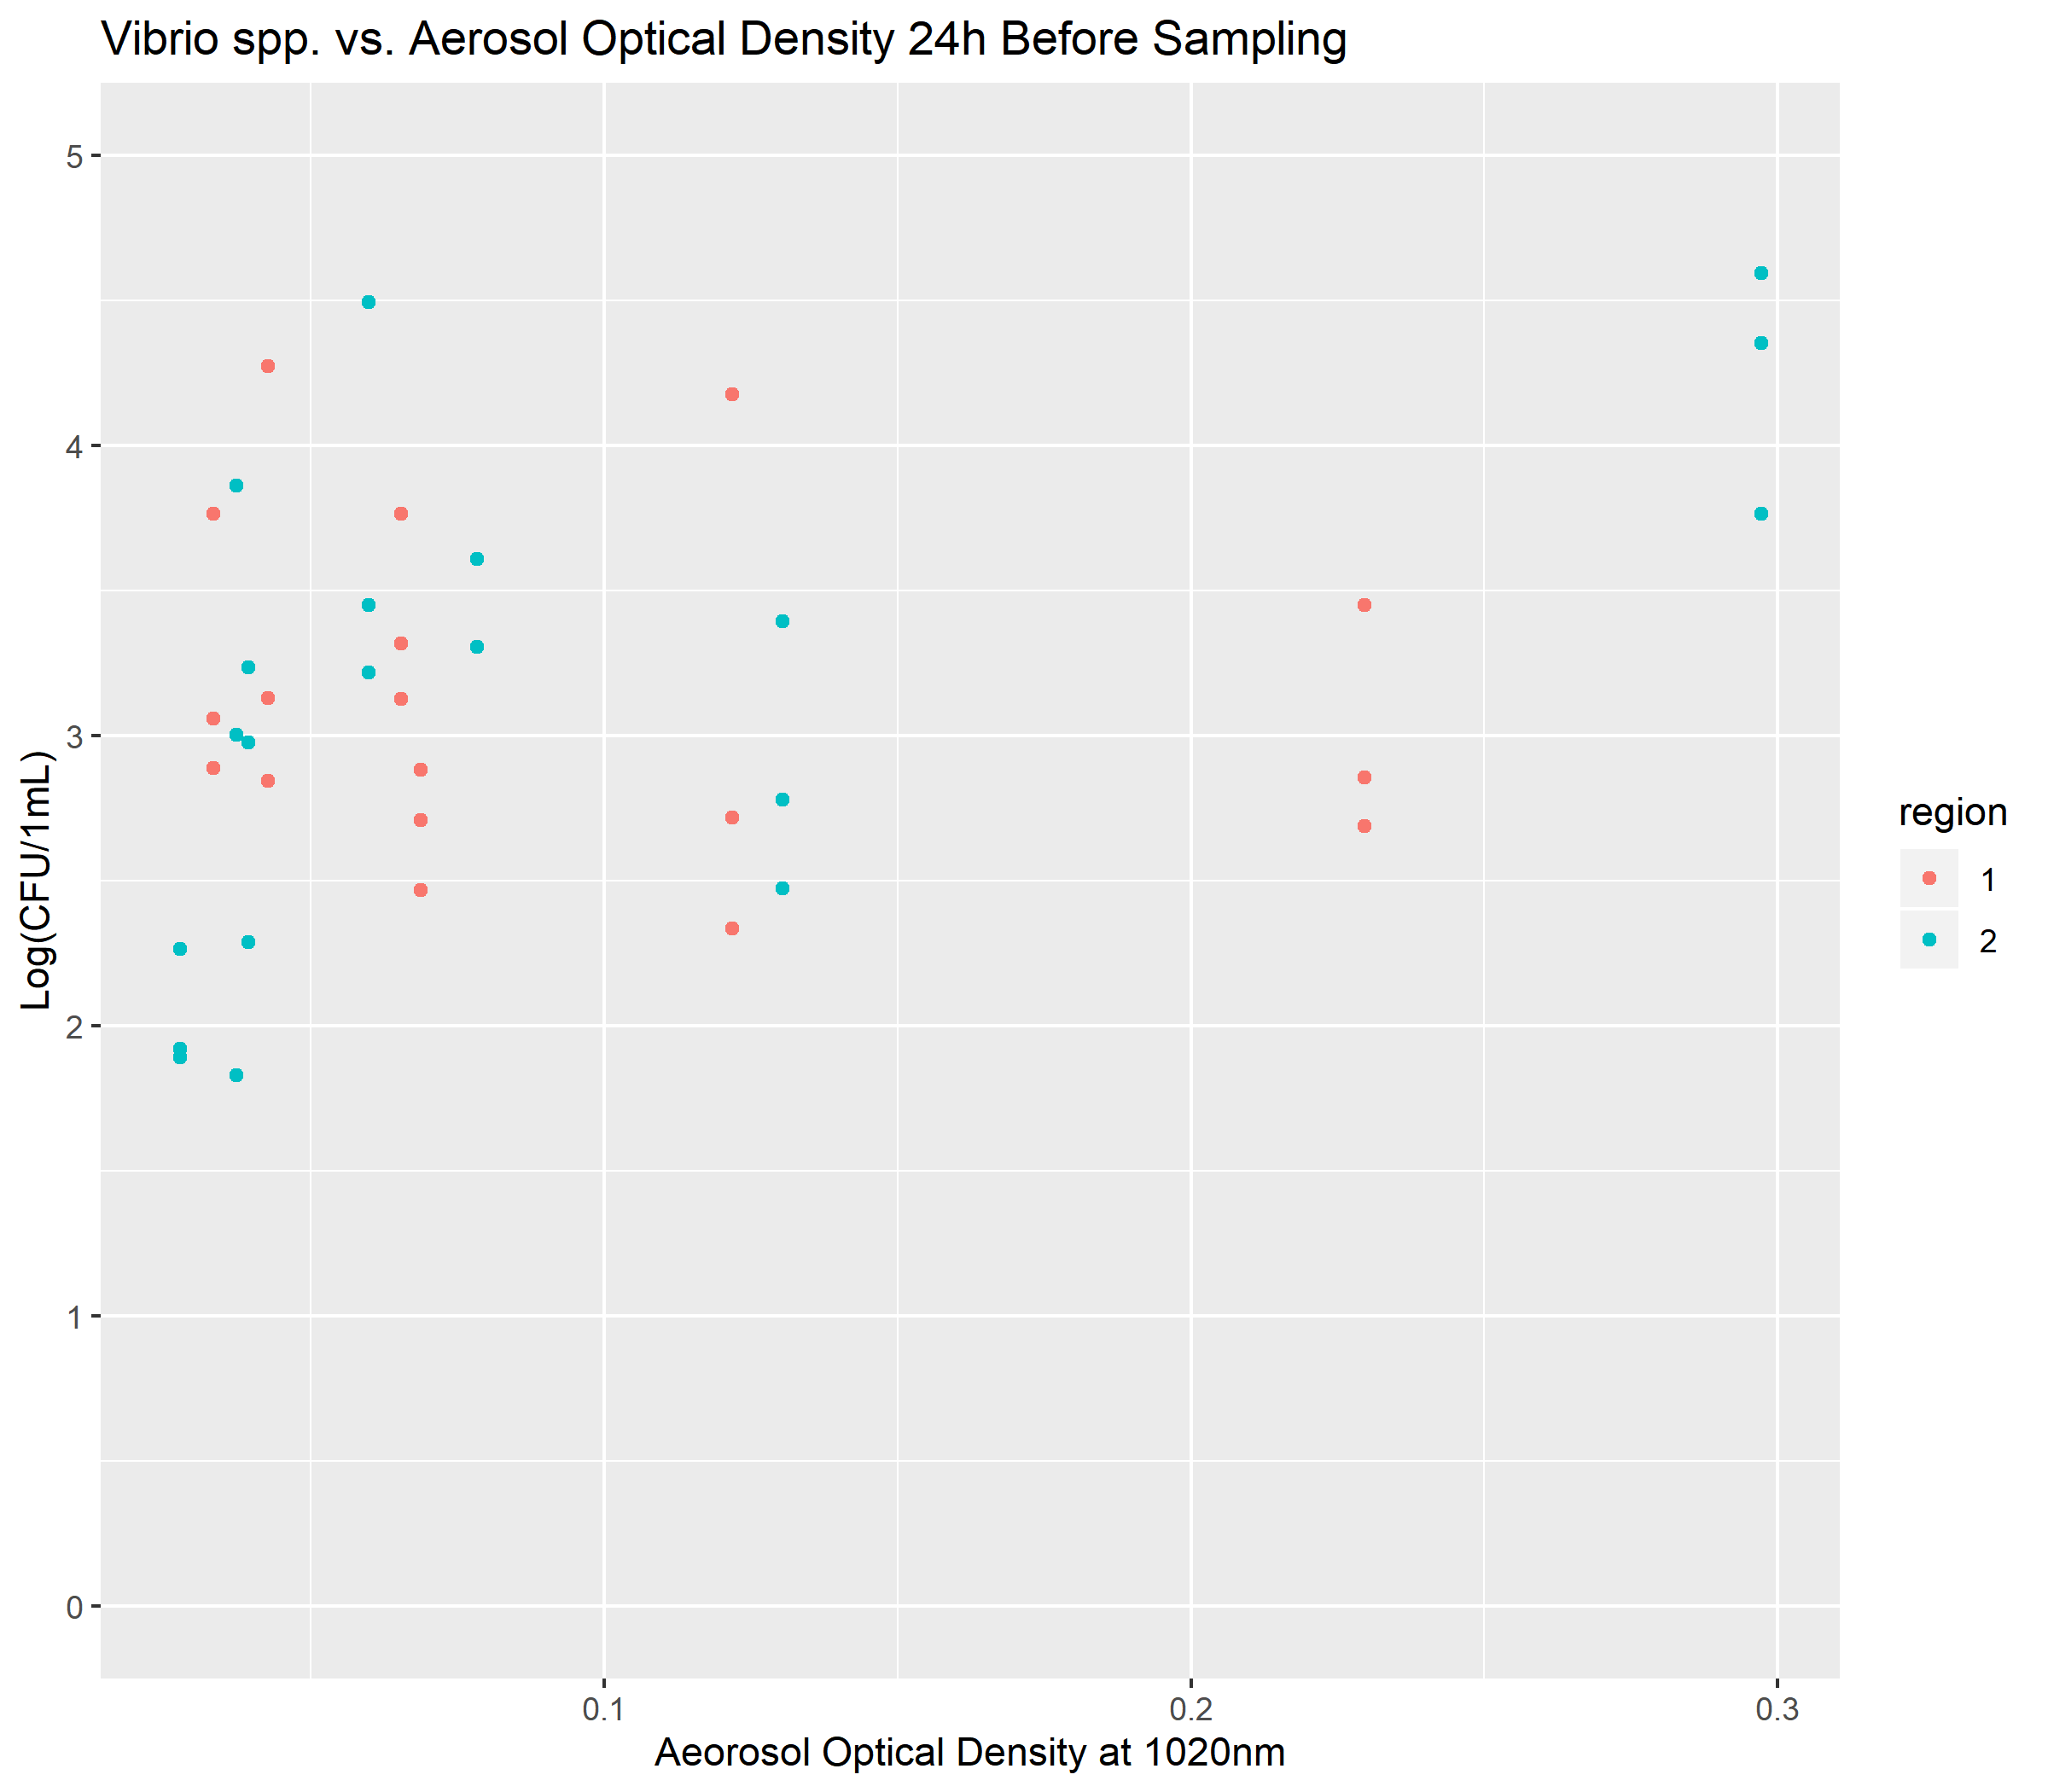 Vibrio spp. vs. Aerosol Optical Density 24h Before Sampling
5
4
3
2
1
0
Log(CFU/1mL)
0.1 0.2 0.3
Aeorosol Optical Density at 1020nm
region
1
2